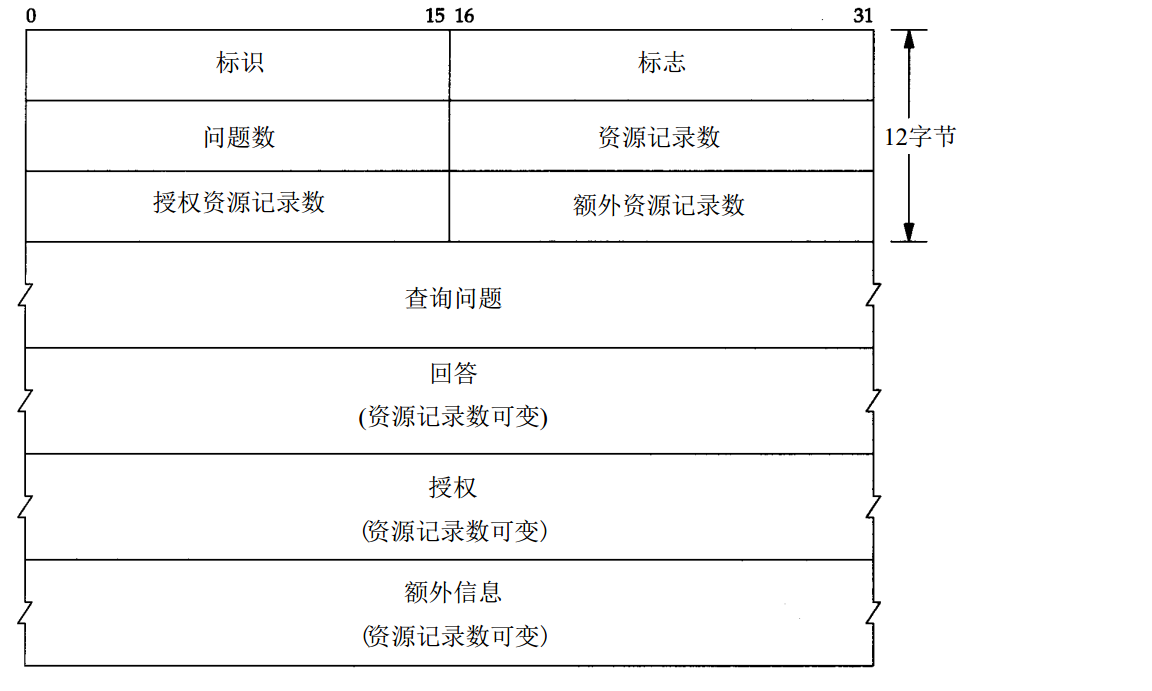 0 15 16 31
标识 标志
问题数 资源记录数 12字节
授权资源记录数 额外资源记录数
查询问题
回答
(资源记录数可变)
授权
(资源记录数可变)
额外信息
(资源记录数可变)